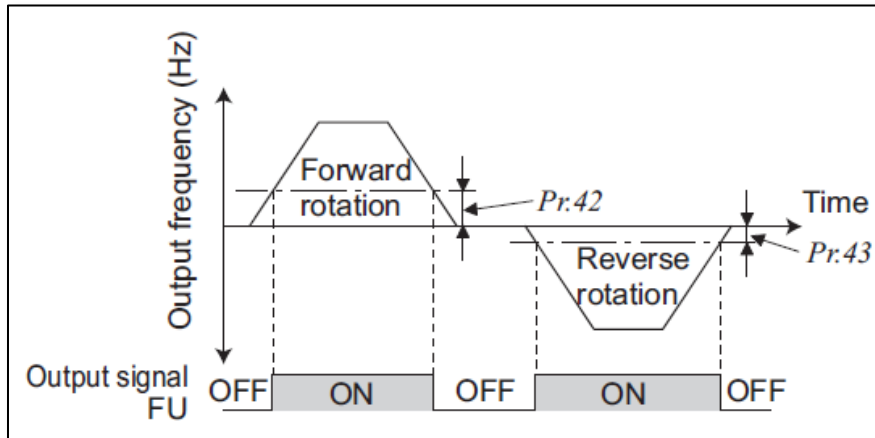 Output frequency (Hz)
Forward
rotation
Pr.42
Time
Pr.43
Reverse
rotation
Output signal
FU
OFF
ON
OFF
ON
OFF